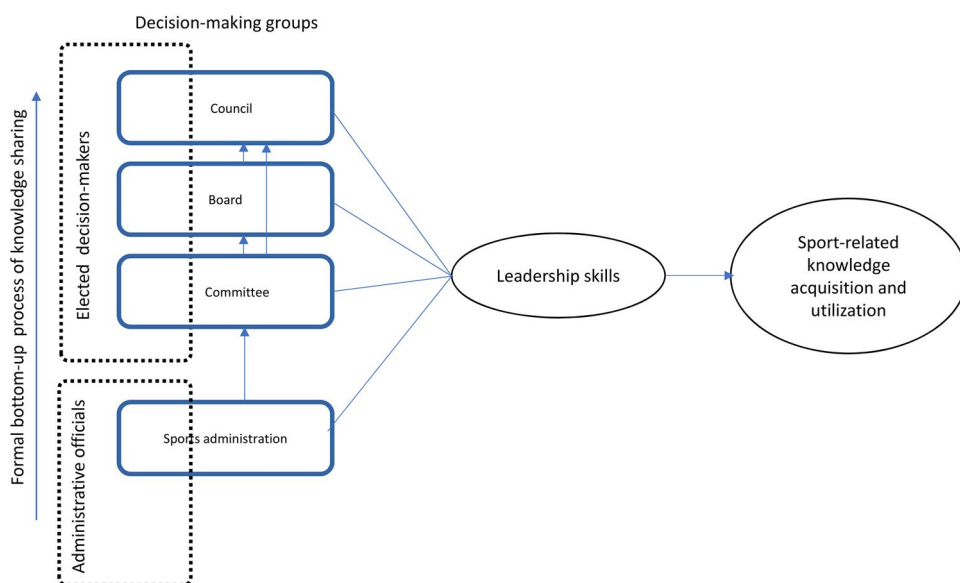 Decision-making groups
Formal bottom-up process of knowledge sharing
Elected decision-makers
Council
Board
Committee
Administrative officials
Sports administration
Leadership skills
Sport-related
knowledge
acquisition and
utilization